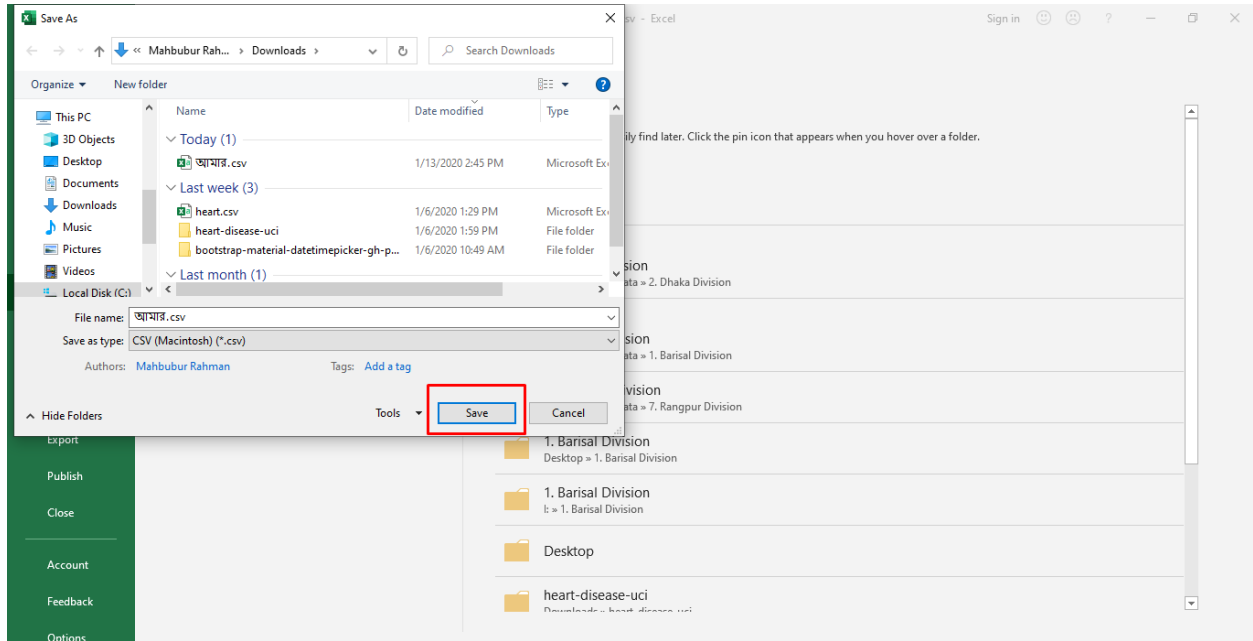 Save As
sv - Excel
Sign in
?
« Mahbubur Rah... > Downloads >
Search Downloads
Organize
New folder
?
Name
Date modified
Type
This PC
3D Objects
Desktop
Documents
Downloads
Music
Pictures
Videos
Local Disk (C:)
Today (1)
আমার.csv
1/13/2020 2:45 PM
Microsoft Ex
Last week (3)
heart.csv
1/6/2020 1:29 PM
Microsoft Ex
heart-disease-uci
1/6/2020 1:59 PM
File folder
bootstrap-material-datetimepicker-gh-p...
1/6/2020 10:49 AM
File folder
Last month (1)
File name: আমার.csv
Save as type: CSV (Macintosh) (*.csv)
Authors: Mahbubur Rahman
Tags: Add a tag
Hide Folders
Tools
Save
Cancel
ily find later. Click the pin icon that appears when you hover over a folder.
sion
ata » 2. Dhaka Division
sion
ata » 1. Barisal Division
vision
ata » 7. Rangpur Division
1. Barisal Division
Desktop » 1. Barisal Division
1. Barisal Division
I: » 1. Barisal Division
Desktop
heart-disease-uci
Downloads » heart-disease-uci
Export
Publish
Close
Account
Feedback
Options